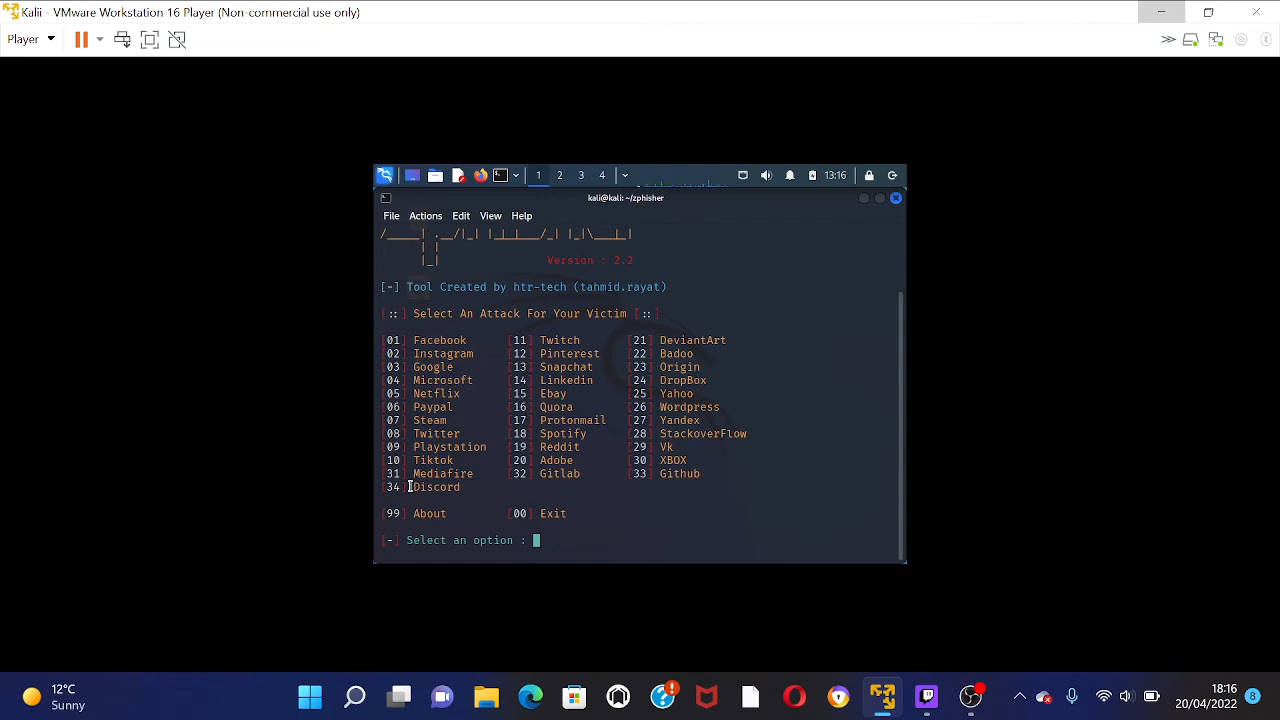 Kalii - VMware Workstation 16 Player (Non-commercial use only)
Player
1 2 3 4 13:16
kali@kali: ~/zphisher
File Actions Edit View Help
Version : 2.2
[-] Tool Created by htr-tech (tahmid.rayat)
[::] Select An Attack For Your Victim [::]
[01] Facebook [11] Twitch [21] DeviantArt
[02] Instagram [12] Pinterest [22] Badoo
[03] Google [13] Snapchat [23] Origin
[04] Microsoft [14] Linkedin [24] DropBox
[05] Netflix [15] Ebay [25] Yahoo
[06] Paypal [16] Quora [26] Wordpress
[07] Steam [17] Protonmail [27] Yandex
[08] Twitter [18] Spotify [28] StackoverFlow
[09] Playstation [19] Reddit [29] Vk
[10] Tiktok [20] Adobe [30] XBOX
[31] Mediafire [32] Gitlab [33] Github
[34] Discord
[99] About [00] Exit
[-] Select an option :
12°C
Sunny
18:16
20/04/2022
8